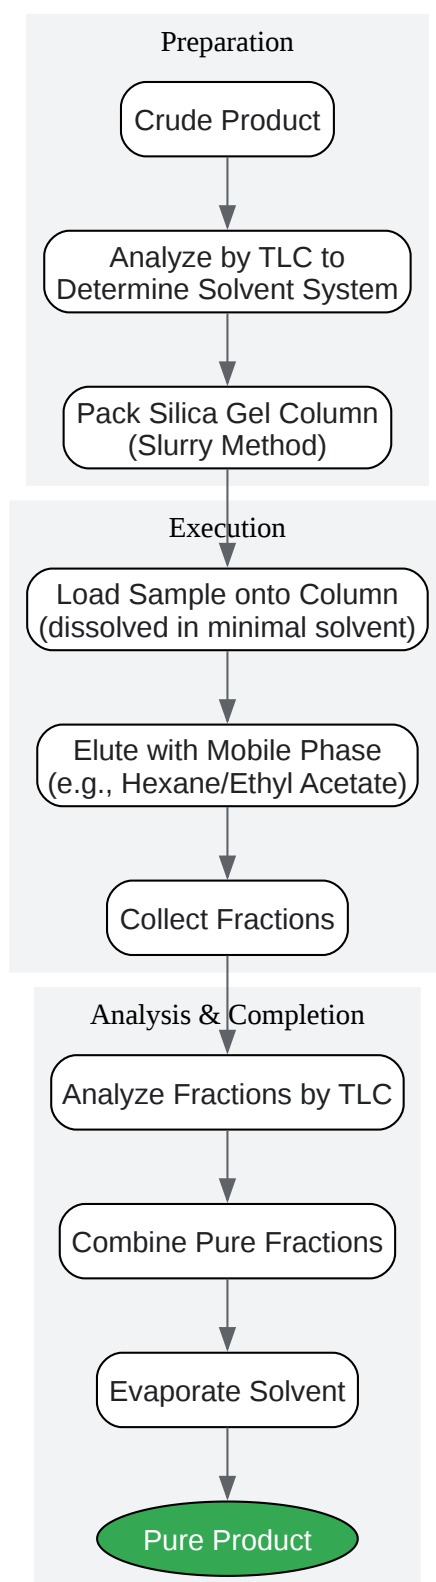 Preparation
Crude Product
Analyze by TLC to
Determine Solvent System
Pack Silica Gel Column
(Slurry Method)
Execution
Load Sample onto Column
(dissolved in minimal solvent)
Elute with Mobile Phase
(e.g., Hexane/Ethyl Acetate)
Collect Fractions
Analysis & Completion
Analyze Fractions by TLC
Combine Pure Fractions
Evaporate Solvent
Pure Product